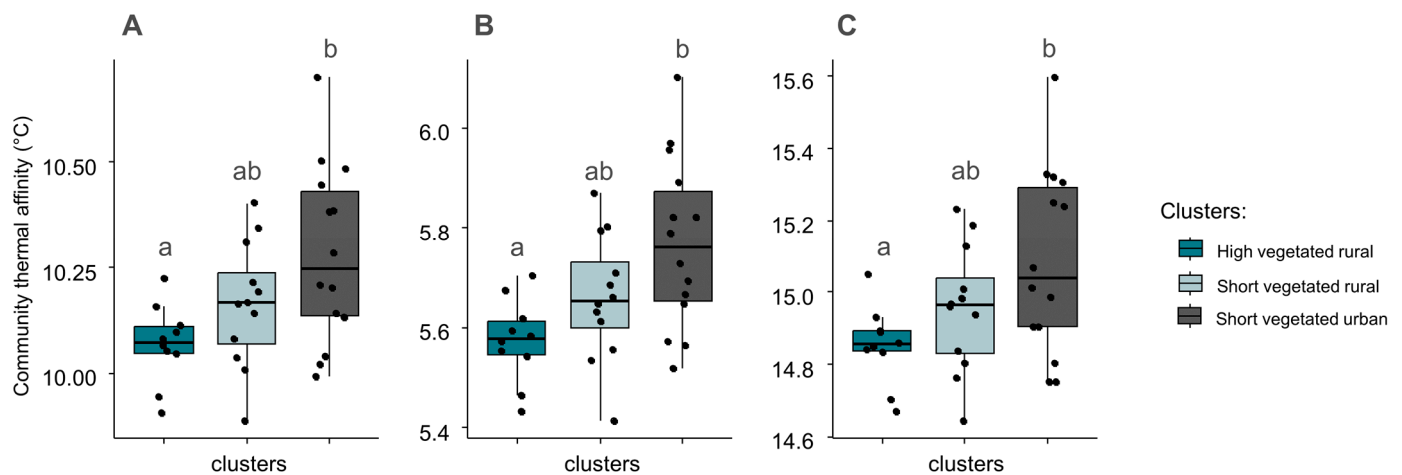 A
B
C
Community thermal affinity (°C)
10.50
10.25
10.00
a
ab
b
clusters
6.0
5.8
5.6
5.4
a
ab
b
clusters
15.6
15.4
15.2
15.0
14.8
14.6
a
ab
b
clusters
Clusters:
High vegetated rural
Short vegetated rural
Short vegetated urban